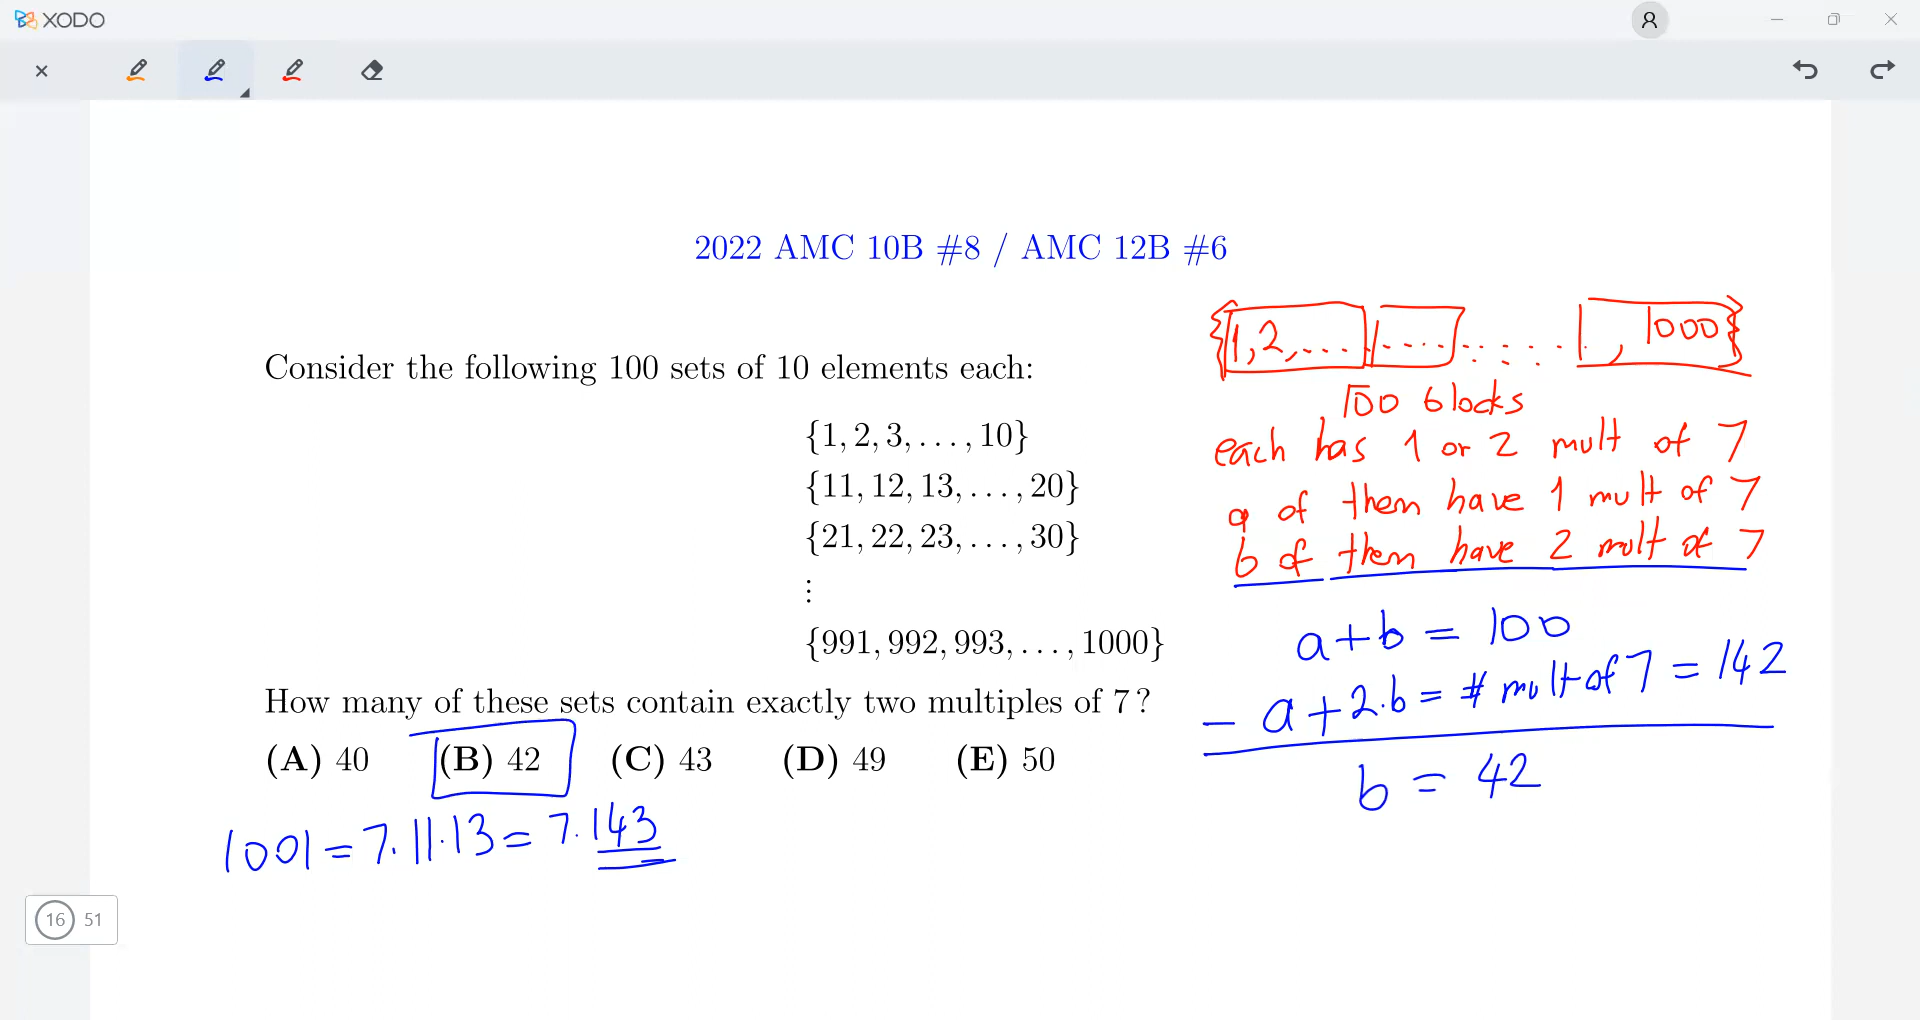 XODO
2022 AMC 10B #8 / AMC 12B #6
Consider the following 100 sets of 10 elements each:
{1, 2, 3, . . . , 10}
{11, 12, 13, . . . , 20}
{21, 22, 23, . . . , 30}
⋮
{991, 992, 993, . . . , 1000}
How many of these sets contain exactly two multiples of 7?
(A) 40 (B) 42 (C) 43 (D) 49 (E) 50
1001 = 7·11·13 = 7·143
{1,2,... .... ...... , 1000}
100 blocks
each has 1 or 2 mult of 7
a of them have 1 mult of 7
b of them have 2 mult of 7
a+b = 100
- a+2·b = # mult of 7 = 142
b = 42
16 51